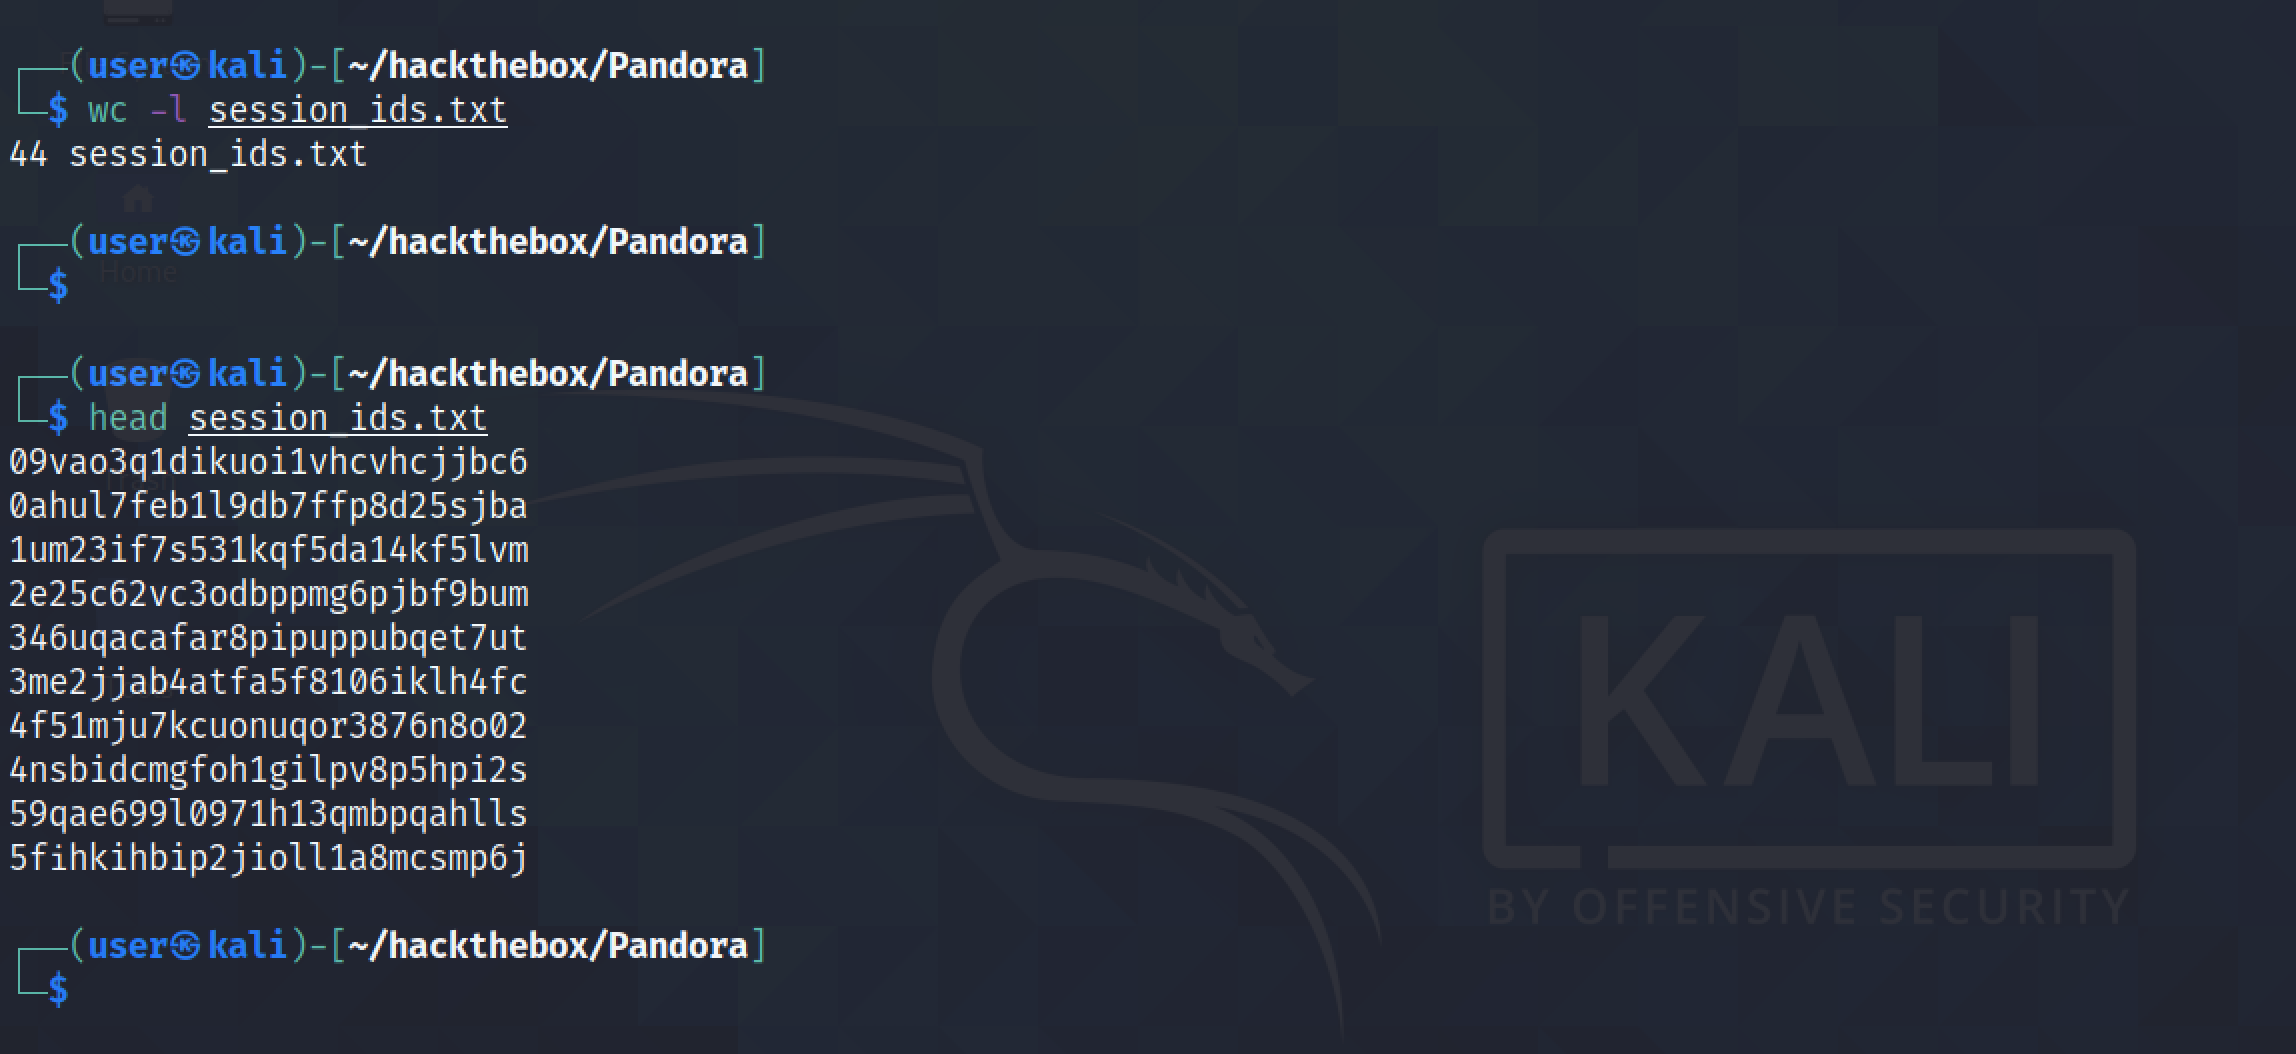 ┌──(user㉿kali)-[~/hackthebox/Pandora]
└─$ wc -l session_ids.txt
44 session_ids.txt
┌──(user㉿kali)-[~/hackthebox/Pandora]
└─$
Home
┌──(user㉿kali)-[~/hackthebox/Pandora]
└─$ head session_ids.txt
09vao3q1dikuoi1vhcvhcjjbc6
0ahul7feb1l9db7ffp8d25sjba
1um23if7s531kqf5da14kf5lvm
2e25c62vc3odbppmg6pjbf9bum
346uqacafar8pipuppubqet7ut
3me2jjab4atfa5f8106iklh4fc
4f51mju7kcuonuqor3876n8o02
4nsbidcmgfoh1gilpv8p5hpi2s
59qae699l0971h13qmbpqahlls
5fihkihbip2jioll1a8mcsmp6j
┌──(user㉿kali)-[~/hackthebox/Pandora]
└─$
KALI
BY OFFENSIVE SECURITY